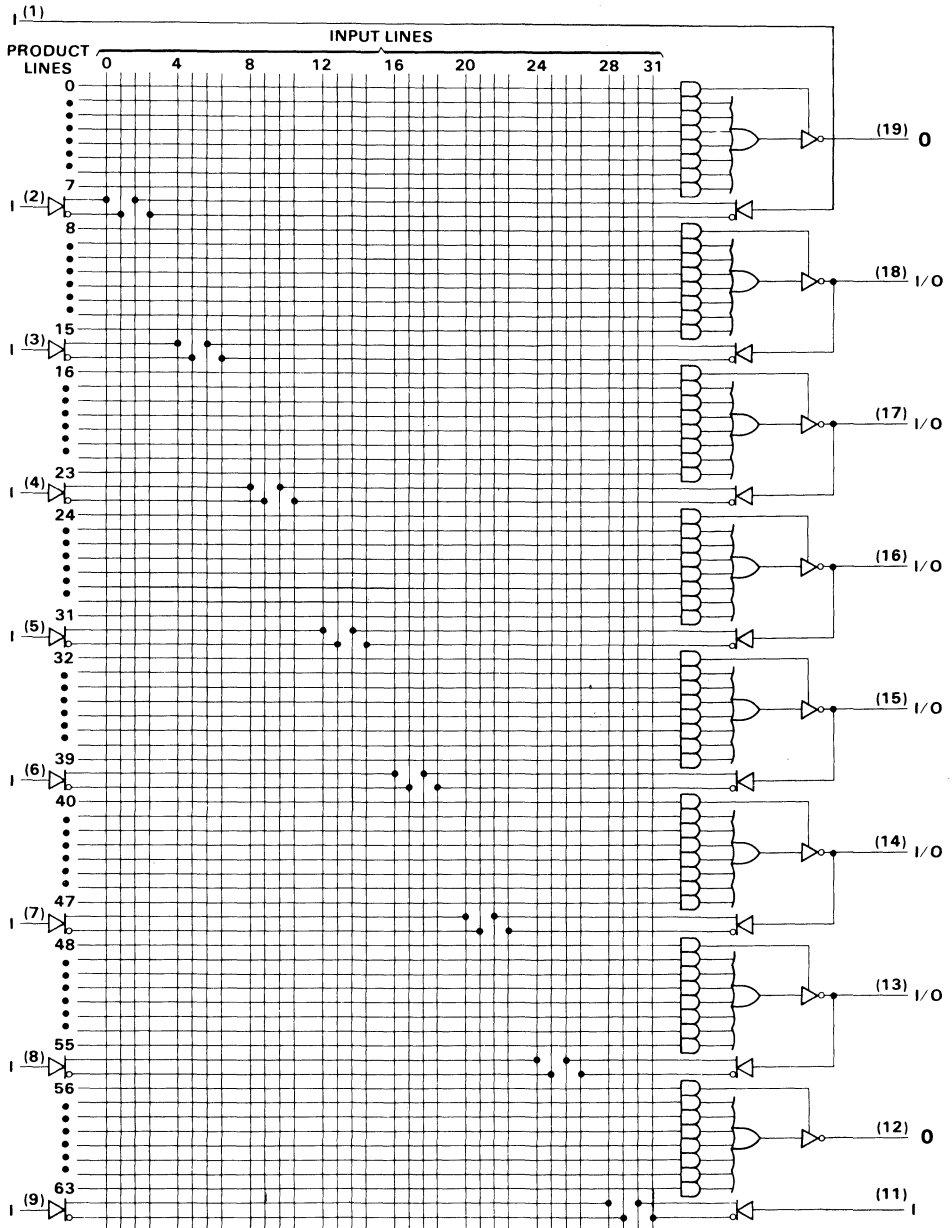 I (1)
INPUT LINES
PRODUCT LINES
0 4 8 12 16 20 24 28 31
0
(19) O
7
I (2)
8
(18) I/O
15
I (3)
16
(17) I/O
23
I (4)
24
(16) I/O
31
I (5)
32
(15) I/O
39
I (6)
40
(14) I/O
47
I (7)
48
(13) I/O
55
I (8)
56
(12) O
63
I (9)
(11) I